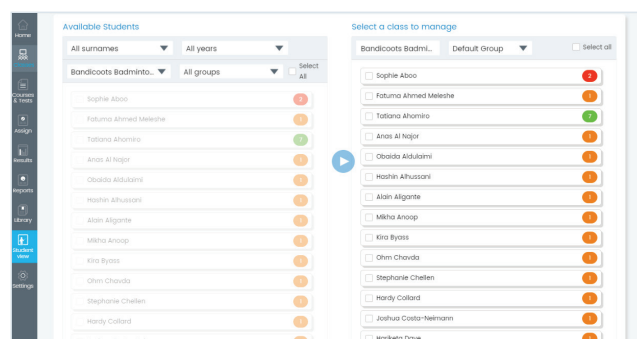 Home
Courses
& Tests
Assign
Results
Reports
Library
Student
view
Settings
Available Students
All surnames
All years
Bandicoots Badminto...
All groups
Select
All
Sophie Aboo 2
Fatuma Ahmed Meleshe 1
Tatiana Ahomiro 7
Anas Al Najor 1
Obaida Aldulaimi 1
Hashin Alhussani 1
Alain Aligante 1
Mikha Anoop 1
Kira Byass 1
Ohm Chavda 1
Stephanie Chellen 1
Hardy Collard 1
Select a class to manage
Bandicoots Badmi...
Default Group
Select all
Sophie Aboo 2
Fatuma Ahmed Meleshe 1
Tatiana Ahomiro 7
Anas Al Najor 1
Obaida Aldulaimi 1
Hashin Alhussani 1
Alain Aligante 1
Mikha Anoop 1
Kira Byass 1
Ohm Chavda 1
Stephanie Chellen 1
Hardy Collard 1
Joshua Costa-Neimann 1
Hariketa Dave